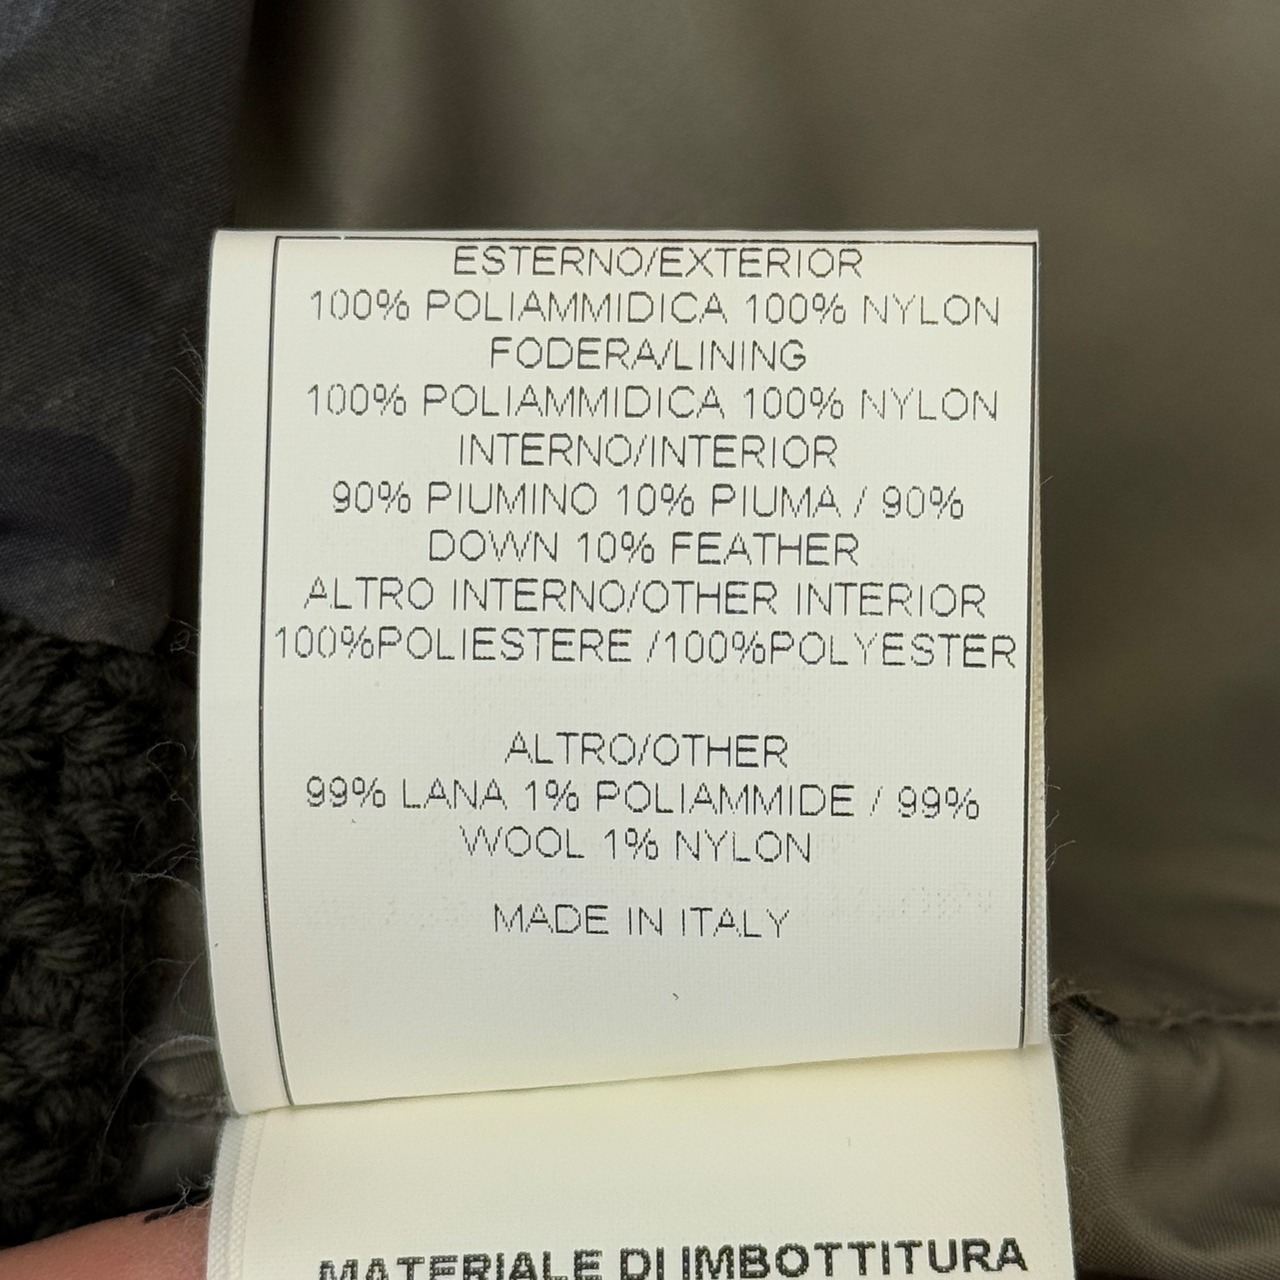 ESTERNO/EXTERIOR
100% POLIAMMIDICA 100% NYLON
FODERA/LINING
100% POLIAMMIDICA 100% NYLON
INTERNO/INTERIOR
90% PIUMINO 10% PIUMA / 90%
DOWN 10% FEATHER
ALTRO INTERNO/OTHER INTERIOR
100%POLIESTERE /100%POLYESTER
ALTRO/OTHER
99% LANA 1% POLIAMMIDE / 99%
WOOL 1% NYLON
MADE IN ITALY
MATERIALE DI IMBOTTITURA